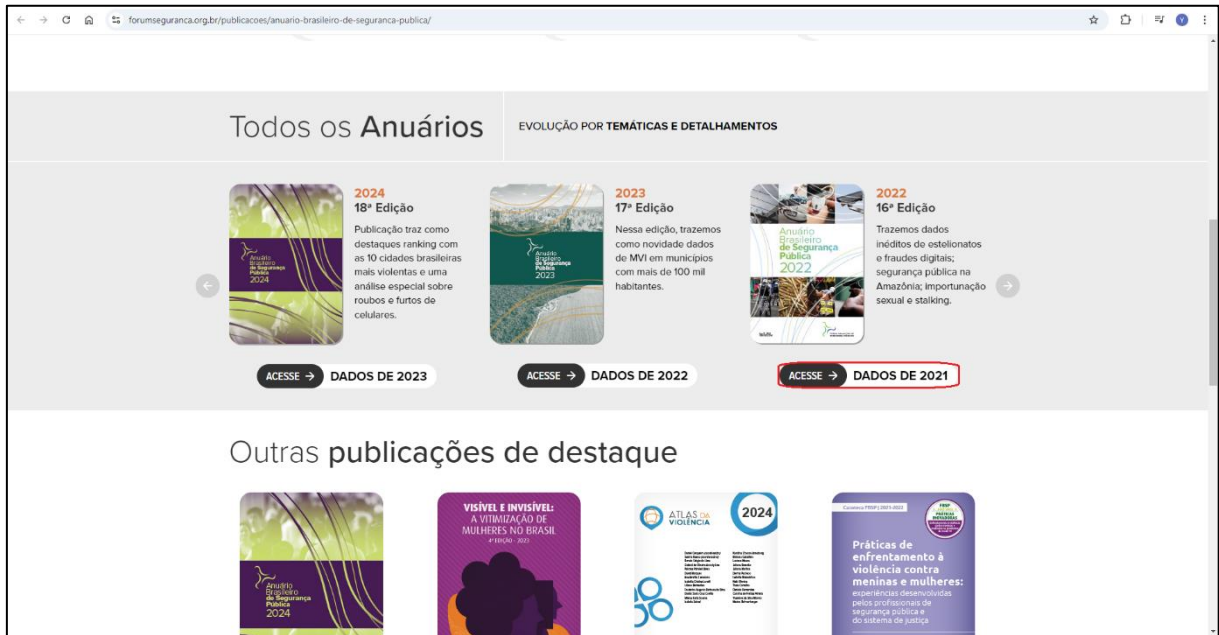 forumseguranca.org.br/publicacoes/anuario-brasileiro-de-seguranca-publica/
Todos os Anuários
EVOLUÇÃO POR TEMÁTICAS E DETALHAMENTOS
Anuário
Brasileiro
de Segurança
Pública
2024
2024
18ª Edição
Publicação traz como
destaques ranking com
as 10 cidades brasileiras
mais violentas e uma
análise especial sobre
roubos e furtos de
celulares.
ACESSE → DADOS DE 2023
Anuário
Brasileiro
de Segurança
Pública
2023
2023
17ª Edição
Nessa edição, trazemos
como novidade dados
de MVI em municípios
com mais de 100 mil
habitantes.
ACESSE → DADOS DE 2022
Anuário
Brasileiro
de Segurança
Pública
2022
2022
16ª Edição
Trazemos dados
inéditos de estelionatos
e fraudes digitais;
segurança pública na
Amazônia; importunação
sexual e stalking.
ACESSE → DADOS DE 2021
Outras publicações de destaque
Anuário
Brasileiro
de Segurança
Pública
2024
VISÍVEL E INVISÍVEL:
A VITIMIZAÇÃO DE
MULHERES NO BRASIL
4ª EDIÇÃO - 2023
ATLAS DA
VIOLÊNCIA
2024
Práticas de
enfrentamento à
violência contra
meninas e mulheres:
experiências desenvolvidas
pelos profissionais de
segurança pública e
do sistema de justiça